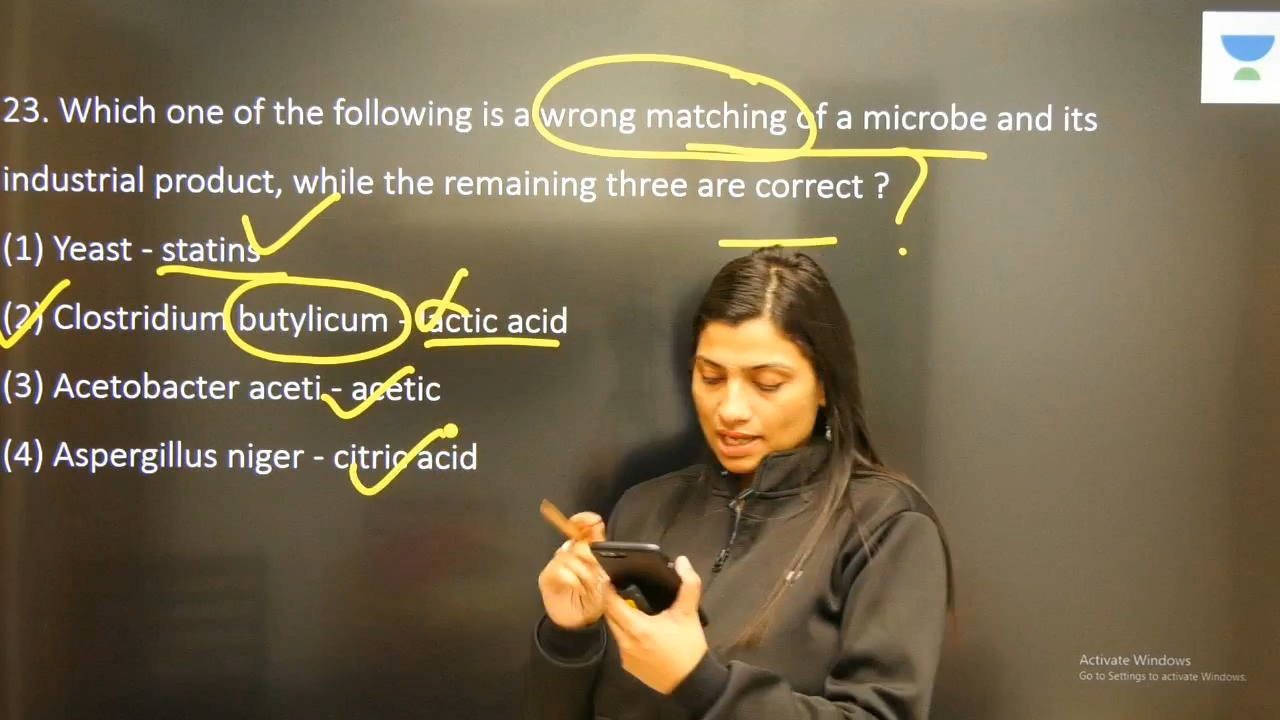 23. Which one of the following is a wrong matching of a microbe and its
industrial product, while the remaining three are correct ?
(1) Yeast - statins
(2) Clostridium butylicum - lactic acid
(3) Acetobacter aceti - acetic
(4) Aspergillus niger - citric acid
Activate Windows
Go to Settings to activate Windows.